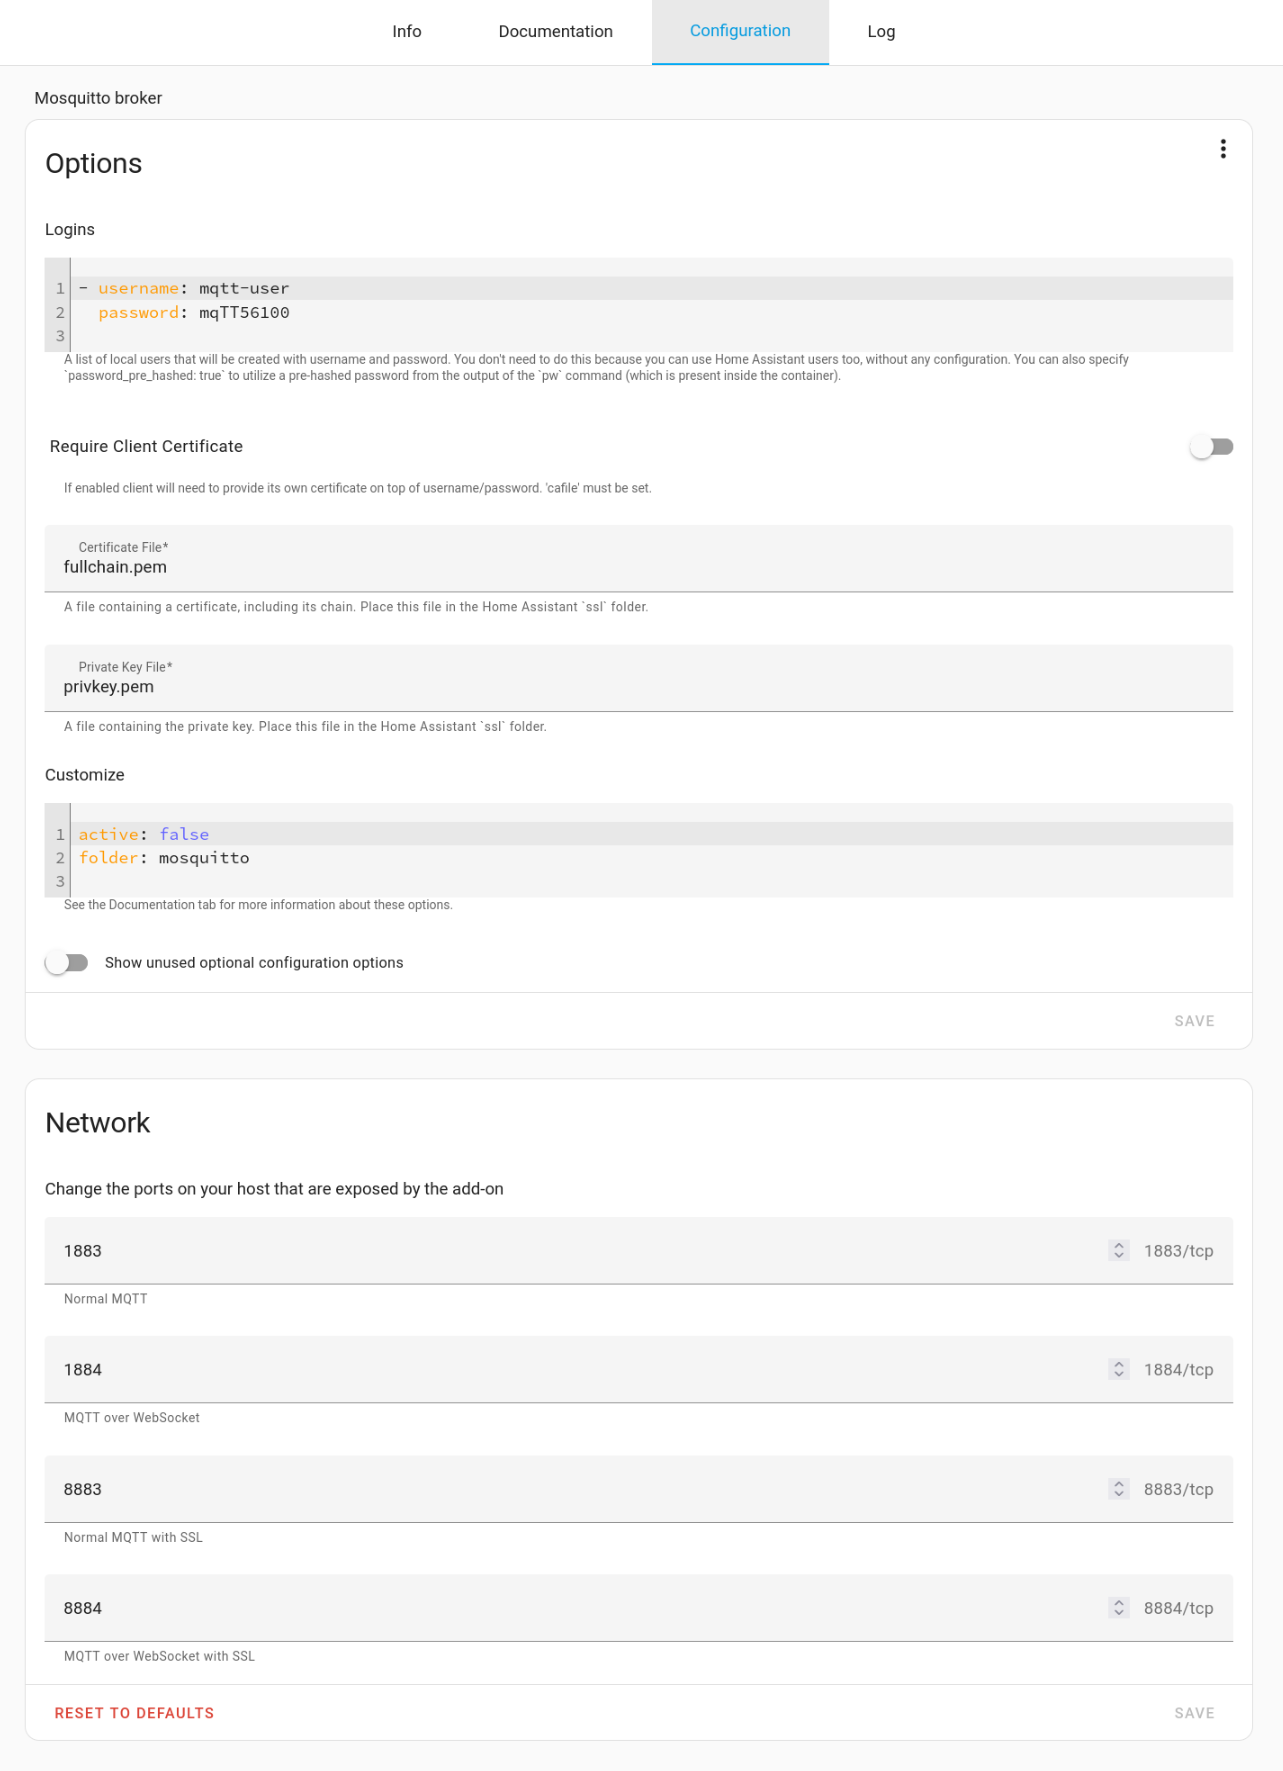 Info Documentation Configuration Log
Mosquitto broker
Options
Logins
1 - username: mqtt-user
2 password: mqTT56100
3
A list of local users that will be created with username and password. You don't need to do this because you can use Home Assistant users too, without any configuration. You can also specify
`password_pre_hashed: true` to utilize a pre-hashed password from the output of the `pw` command (which is present inside the container).
Require Client Certificate
If enabled client will need to provide its own certificate on top of username/password. 'cafile' must be set.
Certificate File*
fullchain.pem
A file containing a certificate, including its chain. Place this file in the Home Assistant `ssl` folder.
Private Key File*
privkey.pem
A file containing the private key. Place this file in the Home Assistant `ssl` folder.
Customize
1 active: false
2 folder: mosquitto
3
See the Documentation tab for more information about these options.
Show unused optional configuration options
SAVE
Network
Change the ports on your host that are exposed by the add-on
1883 1883/tcp
Normal MQTT
1884 1884/tcp
MQTT over WebSocket
8883 8883/tcp
Normal MQTT with SSL
8884 8884/tcp
MQTT over WebSocket with SSL
RESET TO DEFAULTS SAVE